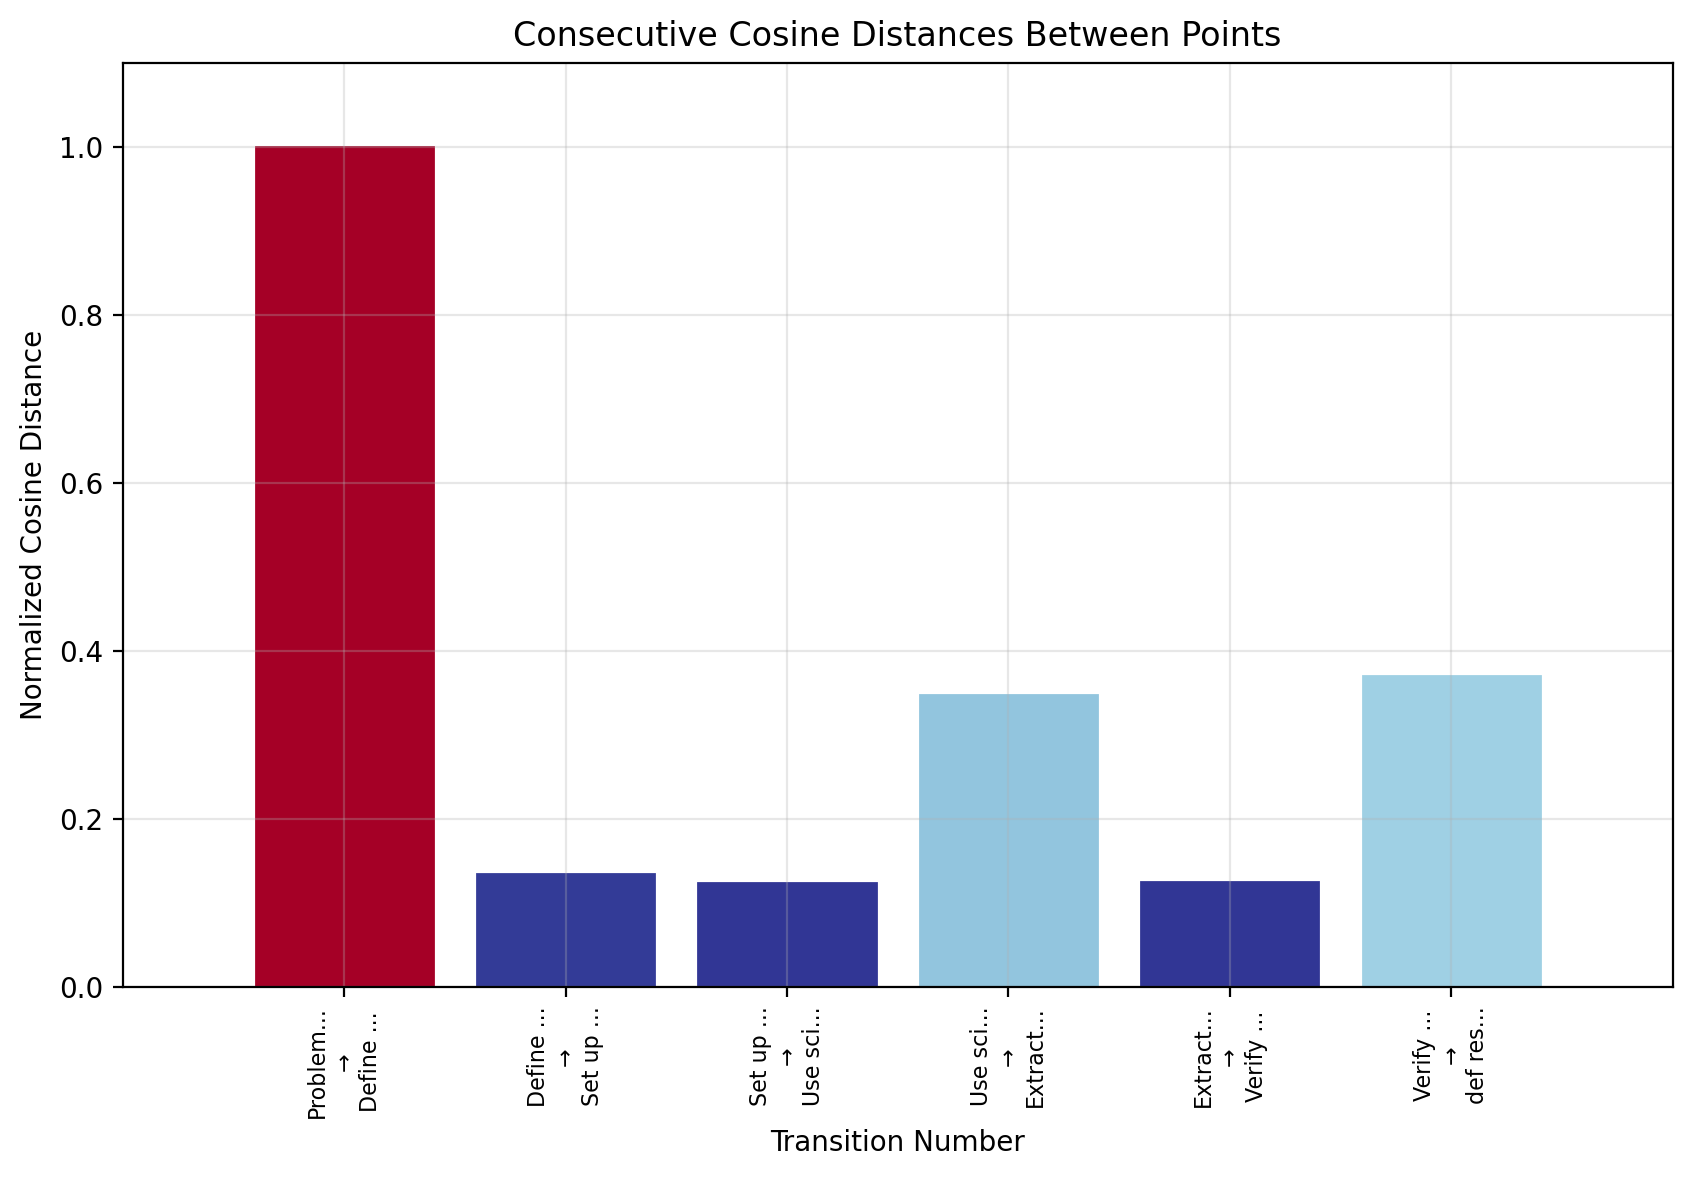 Consecutive Cosine Distances Between Points
Normalized Cosine Distance
1.0
0.8
0.6
0.4
0.2
0.0
Problem...
→
Define ...
Define ...
→
Set up ...
Set up ...
→
Use sci...
Use sci...
→
Extract...
Extract...
→
Verify ...
Verify ...
→
def res...
Transition Number